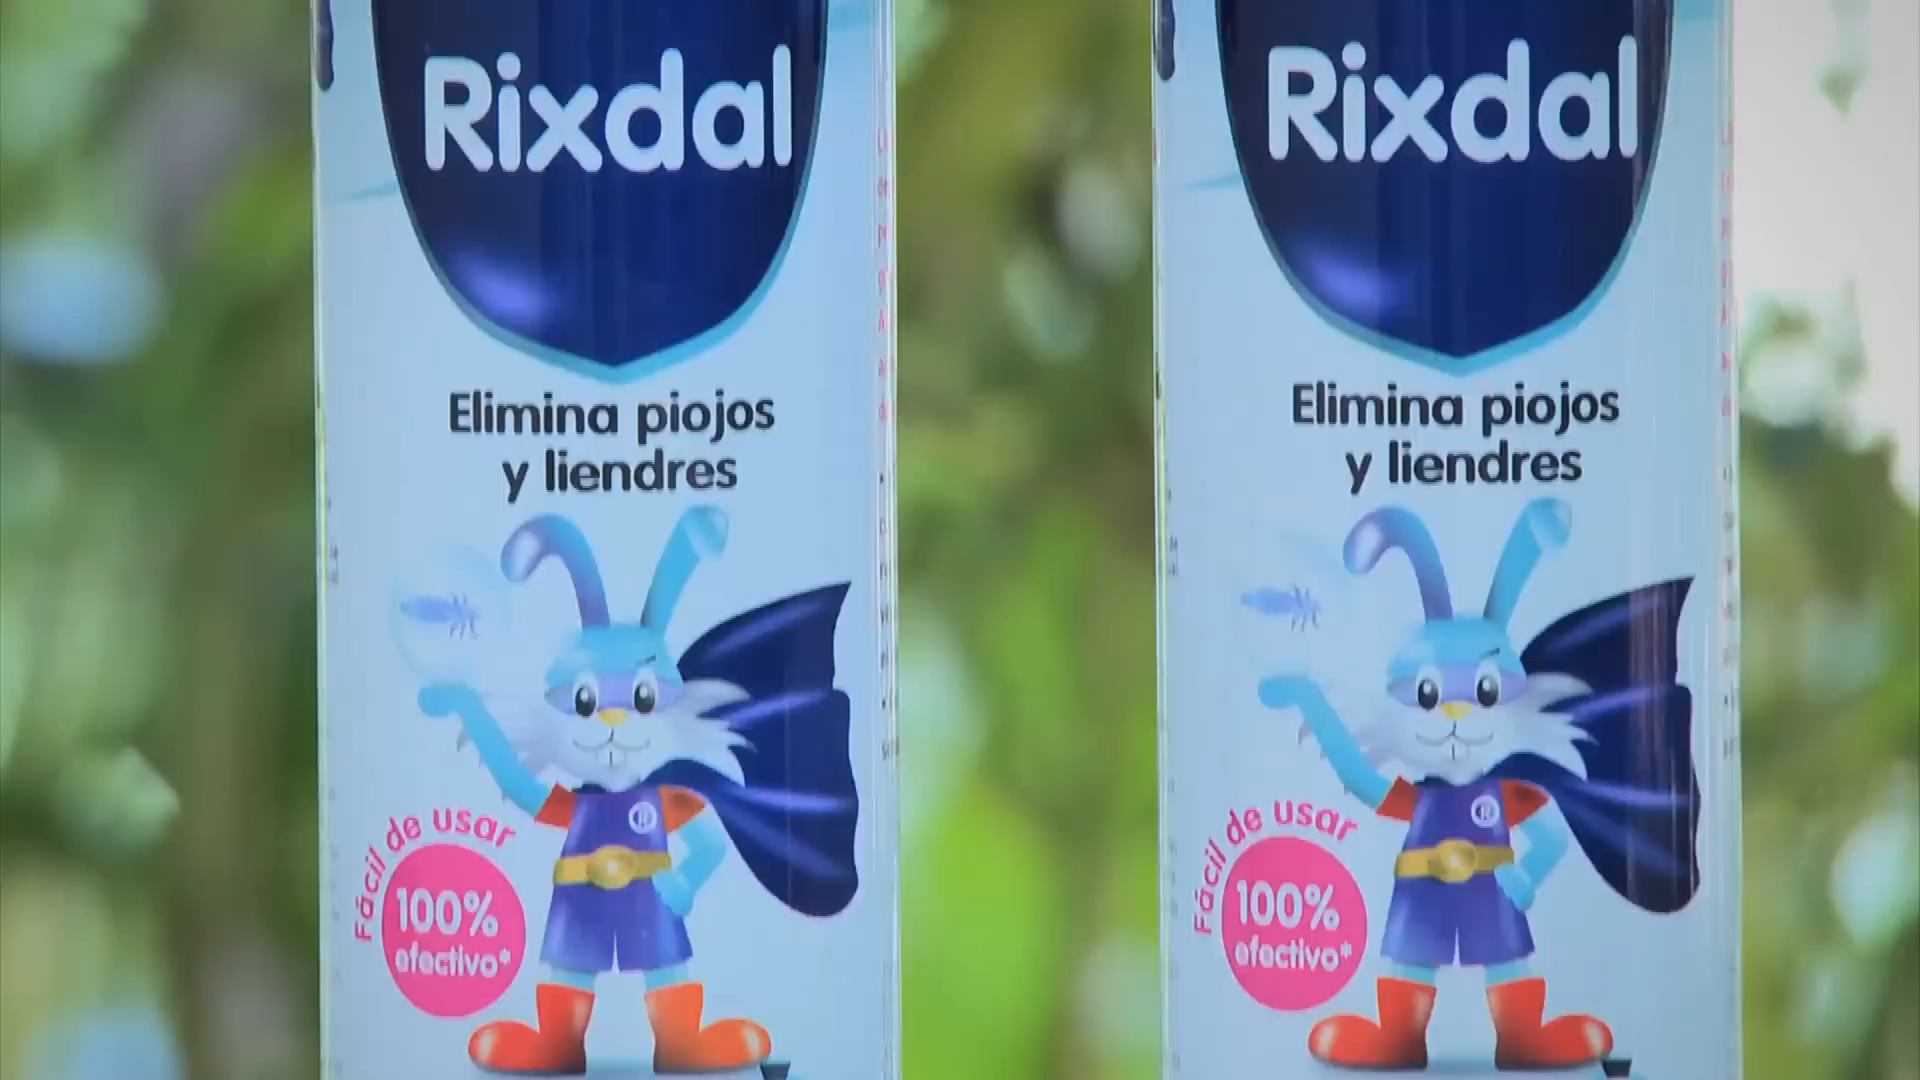 Rixdal
Elimina piojos
y liendres
Fácil de usar
100%
efectivo*
Rixdal
Elimina piojos
y liendres
Fácil de usar
100%
efectivo*